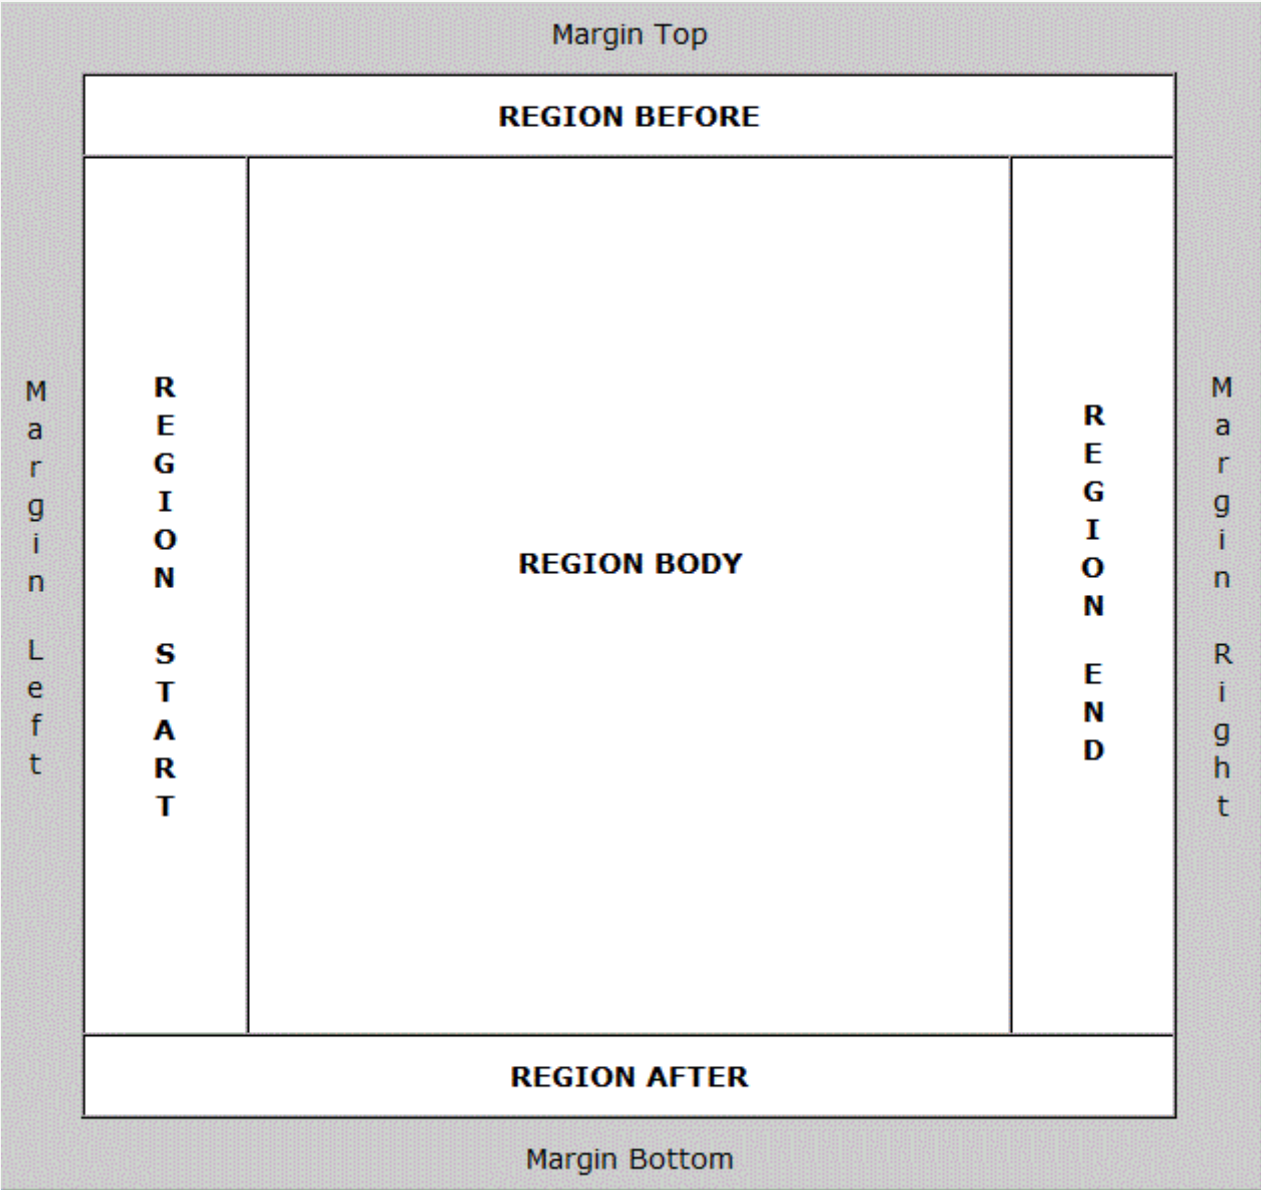 Margin Top
REGION BEFORE
Margin Left
REGION START
REGION BODY
REGION END
Margin Right
REGION AFTER
Margin Bottom